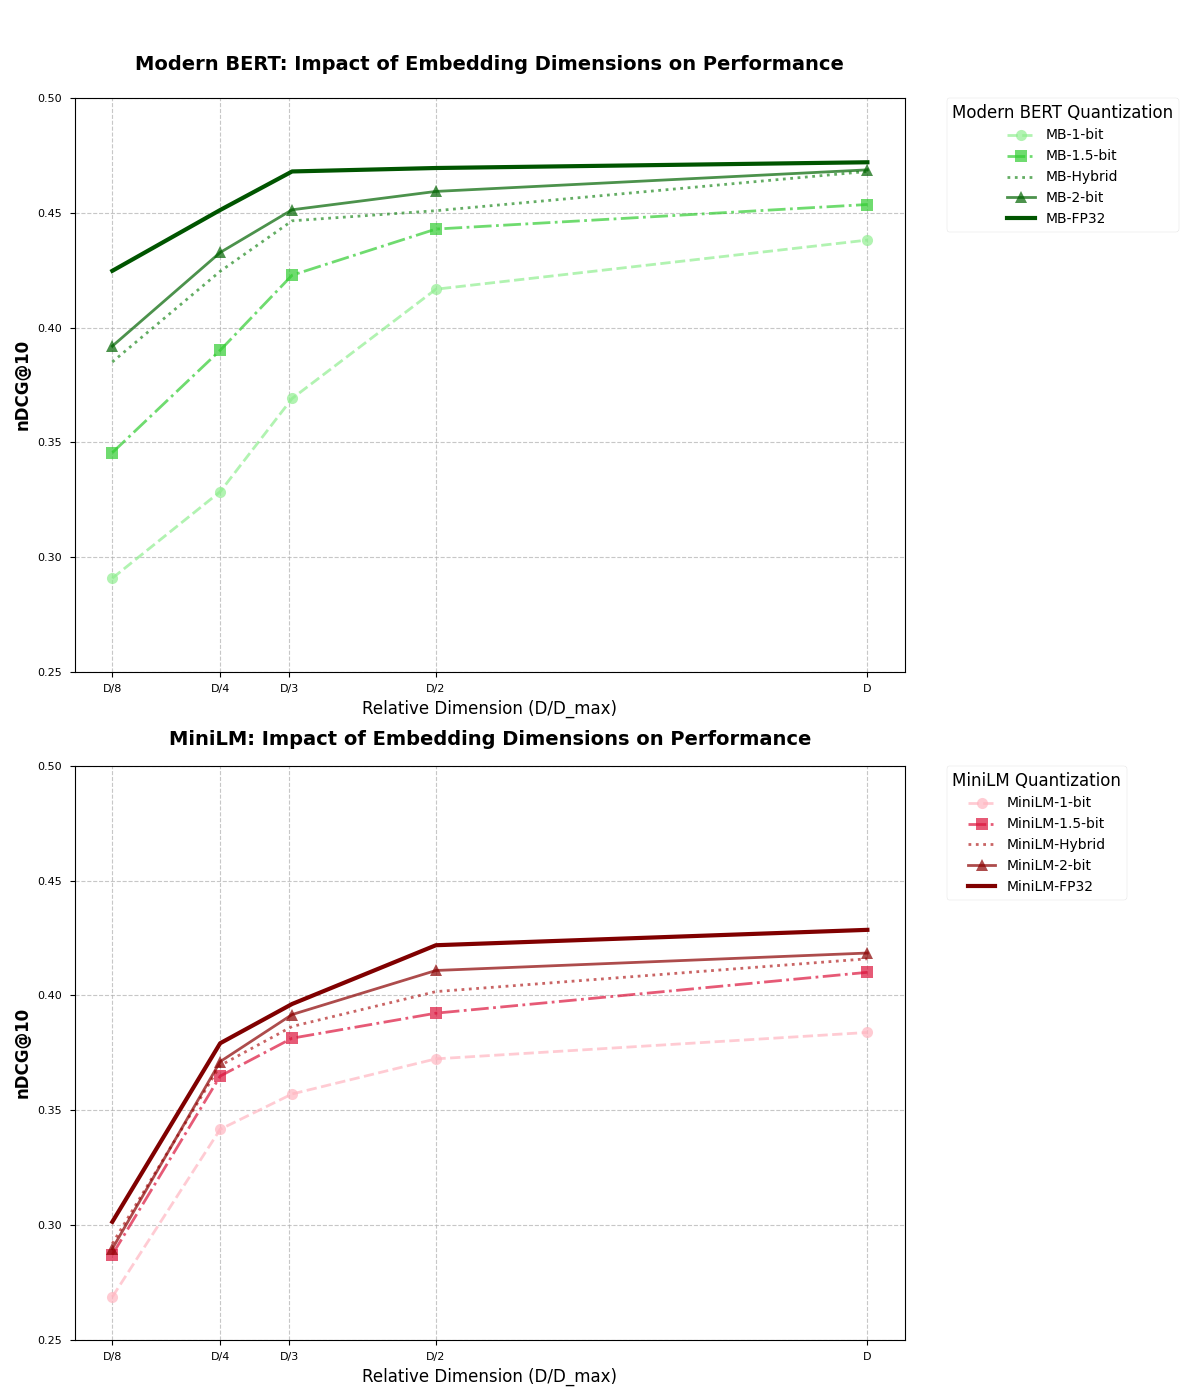 Modern BERT: Impact of Embedding Dimensions on Performance
0.50
0.45
0.40
0.35
0.30
0.25
nDCG@10
D/8 D/4 D/3 D/2 D
Relative Dimension (D/D_max)
Modern BERT Quantization
MB-1-bit
MB-1.5-bit
MB-Hybrid
MB-2-bit
MB-FP32
MiniLM: Impact of Embedding Dimensions on Performance
0.50
0.45
0.40
0.35
0.30
0.25
nDCG@10
D/8 D/4 D/3 D/2 D
Relative Dimension (D/D_max)
MiniLM Quantization
MiniLM-1-bit
MiniLM-1.5-bit
MiniLM-Hybrid
MiniLM-2-bit
MiniLM-FP32